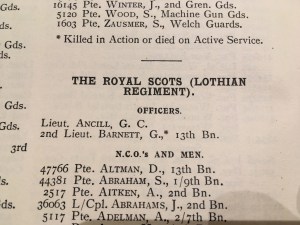 16145 Pte. WINTER, J., 2nd Gren. Gds.
Gds. 5120 Pte. WOOD, S., Machine Gun Gds.
1603 Pte. ZAUSMER, S., Welch Guards.
ds. * Killed in Action or died on Active Service.
THE ROYAL SCOTS (LOTHIAN
REGIMENT).
OFFICERS.
Lieut. ANCILL, G. C.
Gds. 2nd Lieut. BARNETT, G.,* 13th Bn.
3rd
N.C.O.'s AND MEN.
47766 Pte. ALTMAN, D., 13th Bn.
44381 Pte. ABRAHAM, S., 1/9th Bn.
ds. 2517 Pte. AITKEN, A., 2nd Bn.
36063 L/Cpl. ABRAHAMS, J., 2nd Bn.
5117 Pte. ADELMAN, A., 2/7th Bn.